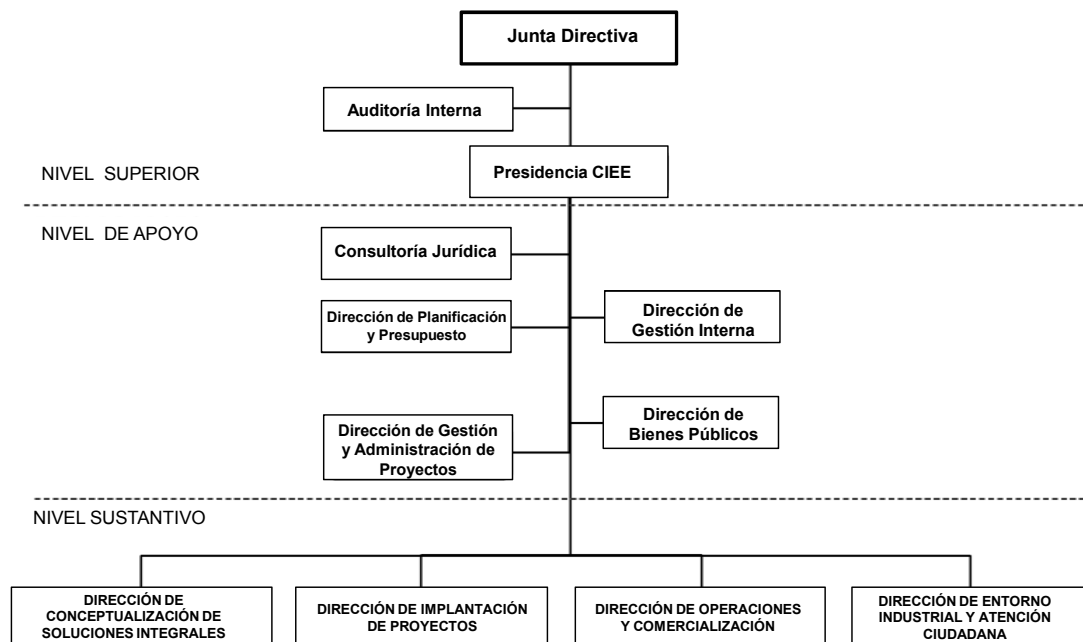 Junta Directiva
Auditoría Interna
Presidencia CIEE
NIVEL SUPERIOR
NIVEL DE APOYO
Consultoría Jurídica
Dirección de Planificación
y Presupuesto
Dirección de
Gestión Interna
Dirección de Gestión
y Administración de
Proyectos
Dirección de
Bienes Públicos
NIVEL SUSTANTIVO
DIRECCIÓN DE
CONCEPTUALIZACIÓN DE
SOLUCIONES INTEGRALES
DIRECCIÓN DE IMPLANTACIÓN
DE PROYECTOS
DIRECCIÓN DE OPERACIONES
Y COMERCIALIZACIÓN
DIRECCIÓN DE ENTORNO
INDUSTRIAL Y ATENCIÓN
CIUDADANA